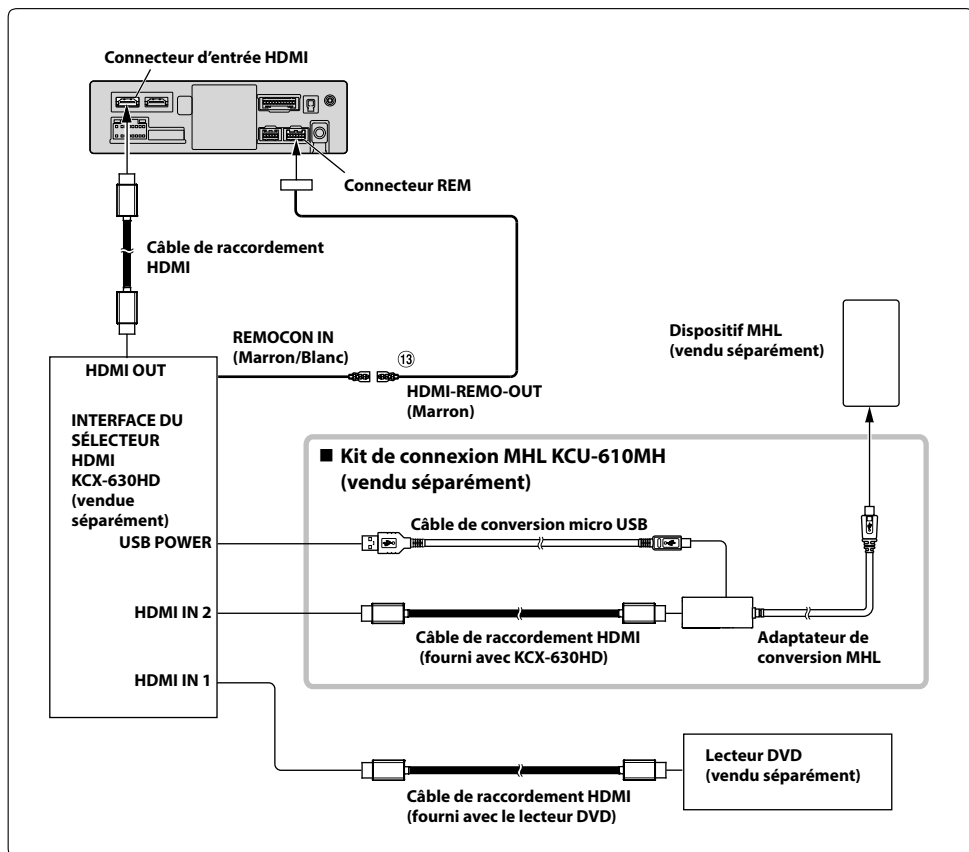 Connecteur d'entrée HDMI
Connecteur REM
Câble de raccordement
HDMI
REMOCON IN
(Marron/Blanc)
⑬
HDMI-REMO-OUT
(Marron)
Dispositif MHL
(vendu séparément)
HDMI OUT
INTERFACE DU
SÉLECTEUR
HDMI
KCX-630HD
(vendue
séparément)
USB POWER
HDMI IN 2
HDMI IN 1
■ Kit de connexion MHL KCU-610MH
(vendu séparément)
Câble de conversion micro USB
Câble de raccordement HDMI
(fourni avec KCX-630HD)
Adaptateur de
conversion MHL
Lecteur DVD
(vendu séparément)
Câble de raccordement HDMI
(fourni avec le lecteur DVD)